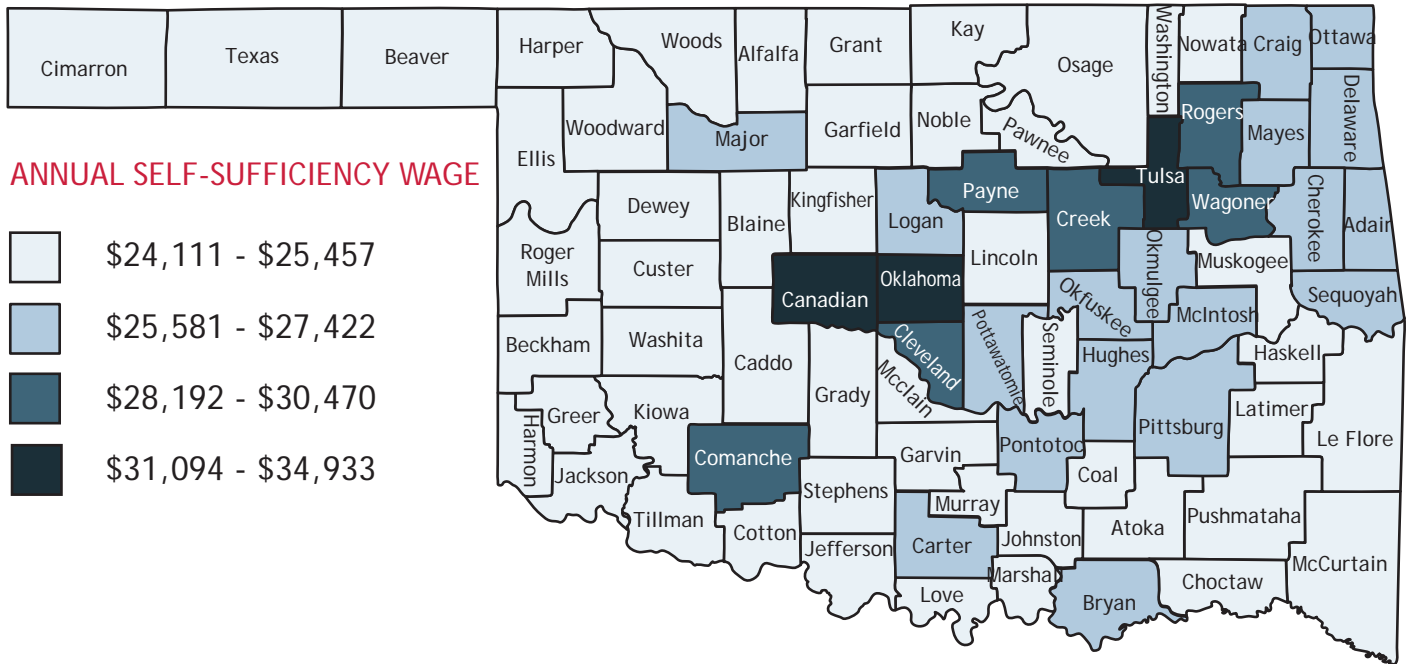 Cimarron
Texas
Beaver
Harper
Woods
Alfalfa
Grant
Kay
Osage
Washington
Nowata
Craig
Ottawa
Ellis
Woodward
Major
Garfield
Noble
Pawnee
Rogers
Mayes
Delaware
ANNUAL SELF-SUFFICIENCY WAGE
$24,111 - $25,457
$25,581 - $27,422
$28,192 - $30,470
$31,094 - $34,933
Dewey
Blaine
Kingfisher
Logan
Payne
Creek
Tulsa
Wagoner
Cherokee
Adair
Roger
Mills
Custer
Canadian
Oklahoma
Lincoln
Okfuskee
Okmulgee
Muskogee
McIntosh
Sequoyah
Beckham
Washita
Caddo
Grady
Mcclain
Cleveland
Pottawatomie
Seminole
Hughes
Haskell
Harmon
Greer
Kiowa
Jackson
Comanche
Garvin
Pontotoc
Pittsburg
Latimer
Le Flore
Tillman
Cotton
Stephens
Murray
Coal
Johnston
Atoka
Pushmataha
Jefferson
Carter
Love
Marsha
Bryan
Choctaw
McCurtain